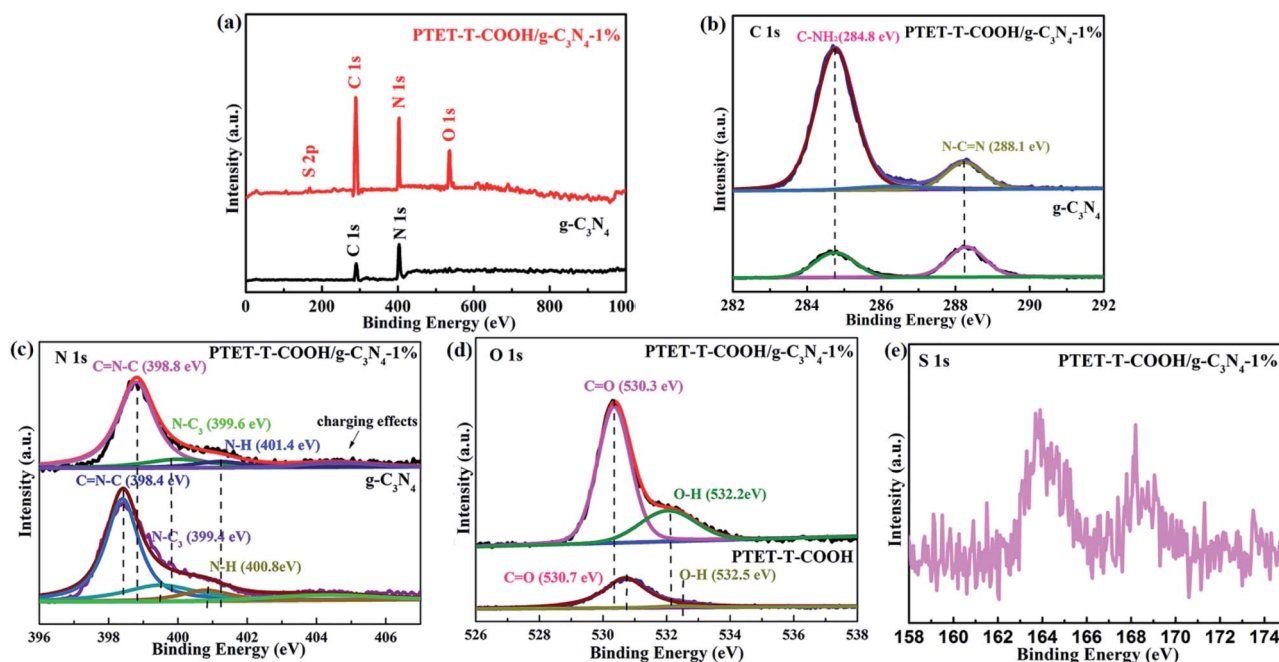 (a)
PTET-T-COOH/g-C₃N₄-1%
S 2p
C 1s
N 1s
O 1s
g-C₃N₄
C 1s
N 1s
Intensity (a.u.)
0 200 400 600 800 1000
Binding Energy (eV)
(b)
C 1s
C-NH₂(284.8 eV)
PTET-T-COOH/g-C₃N₄-1%
N-C=N (288.1 eV)
g-C₃N₄
Intensity (a.u.)
282 284 286 288 290 292
Binding Energy (eV)
(c)
N 1s
PTET-T-COOH/g-C₃N₄-1%
C=N-C (398.8 eV)
N-C₃ (399.6 eV)
charging effects
N-H (401.4 eV)
g-C₃N₄
C=N-C (398.4 eV)
N-C₃ (399.4 eV)
N-H (400.8eV)
Intensity (a.u.)
396 398 400 402 404 406
Binding Energy (eV)
(d)
O 1s
PTET-T-COOH/g-C₃N₄-1%
C=O (530.3 eV)
O-H (532.2eV)
PTET-T-COOH
C=O (530.7 eV)
O-H (532.5 eV)
Intensity (a.u.)
526 528 530 532 534 536 538
Binding Energy (eV)
(e)
S 1s
PTET-T-COOH/g-C₃N₄-1%
Intensity (a.u.)
158 160 162 164 166 168 170 172 174
Binding Energy (eV)